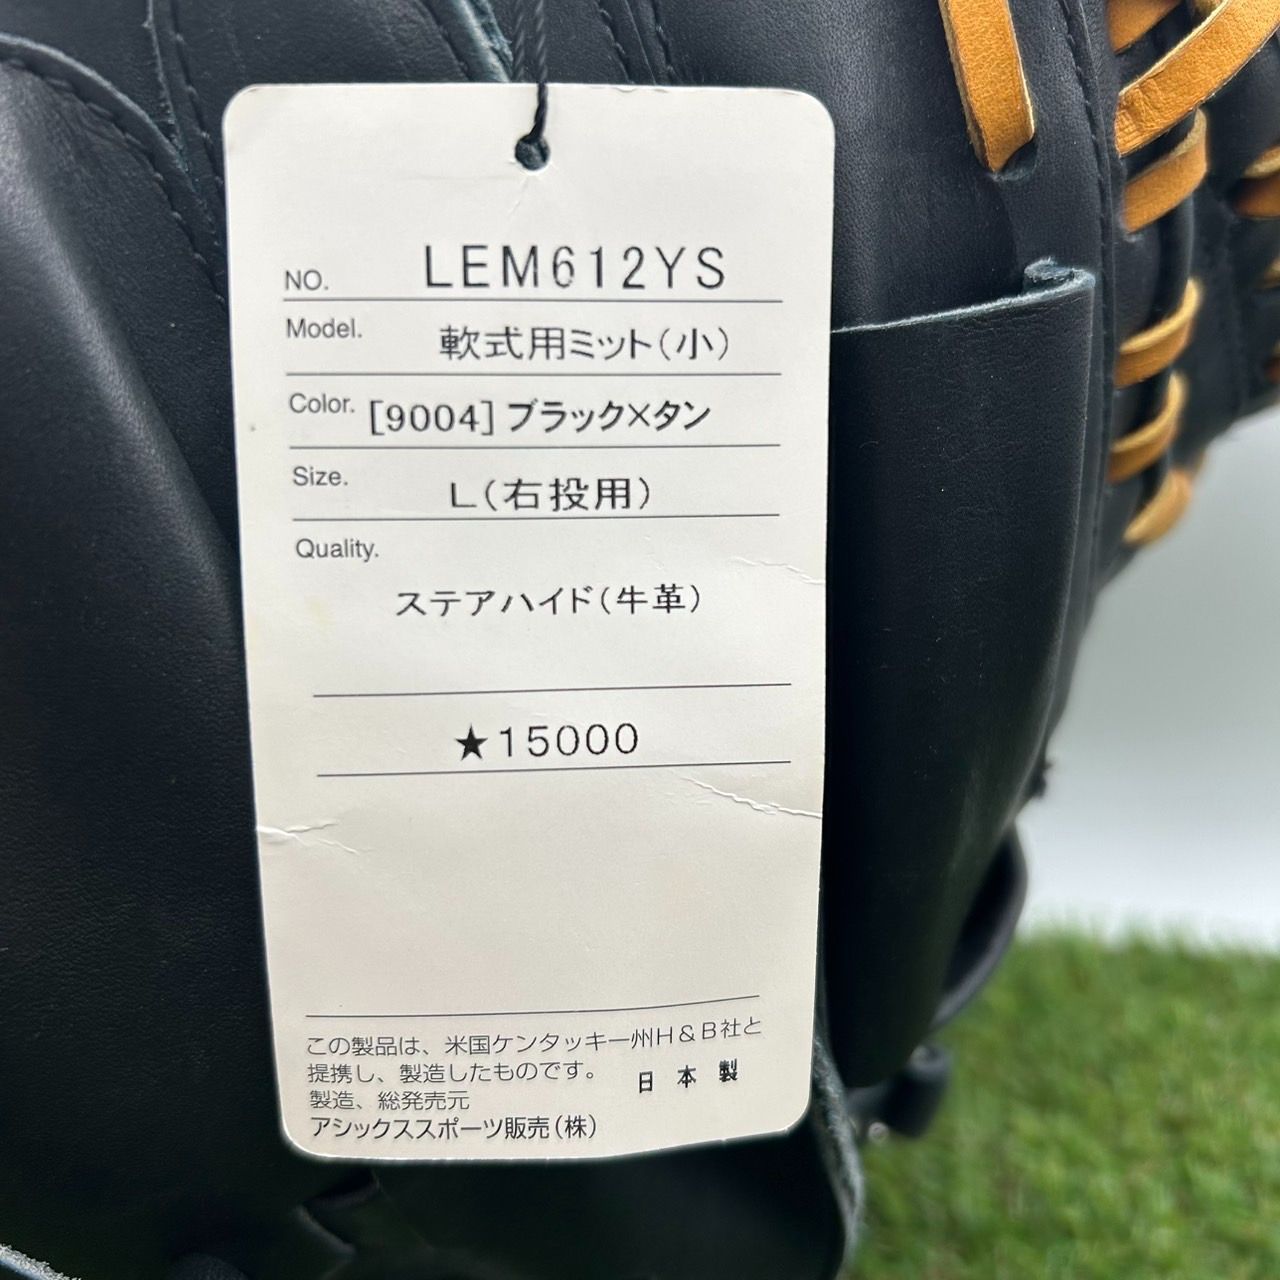 NO. LEM612YS
Model. 軟式用ミット(小)
Color. [9004]ブラック×タン
Size. L(右投用)
Quality.
ステアハイド(牛革)
★15000
この製品は、米国ケンタッキー州H&B社と
提携し、製造したものです。 日本製
製造、総発売元
アシックススポーツ販売(株)